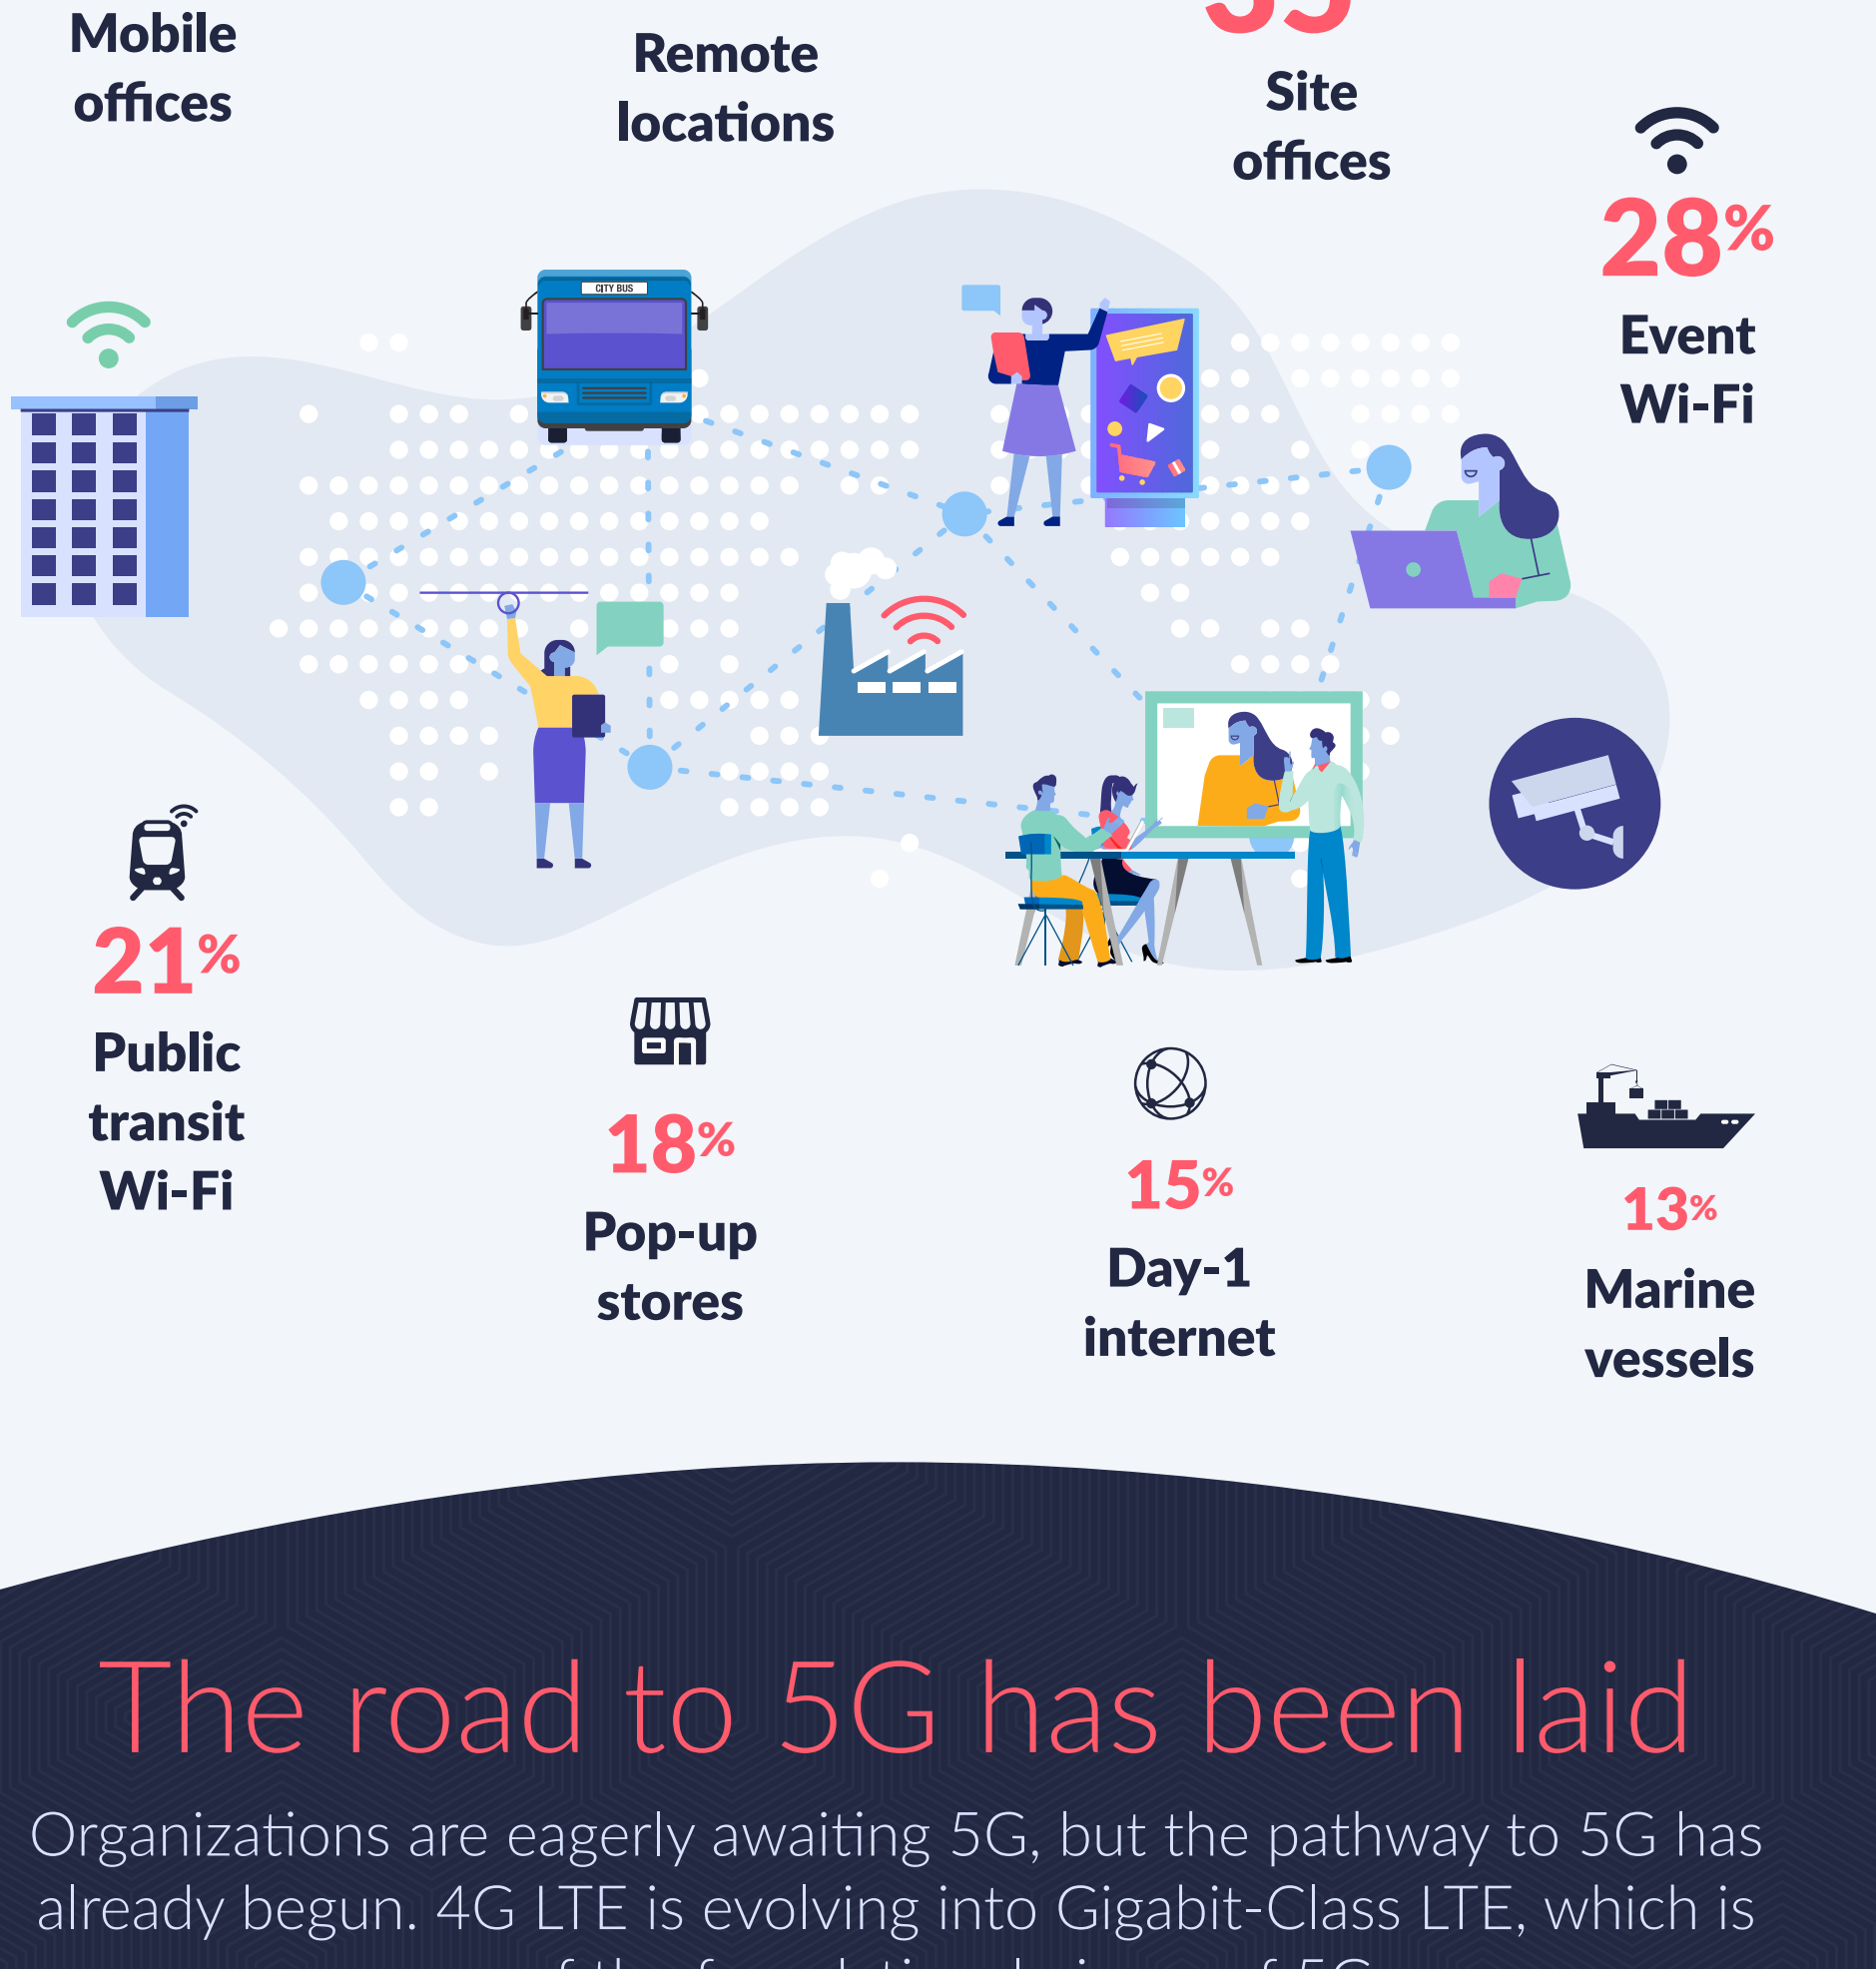 Mobile
offices
Remote
locations
Site
offices
28%
Event
Wi-Fi
CITY BUS
21%
Public
transit
Wi-Fi
18%
Pop-up
stores
15%
Day-1
internet
13%
Marine
vessels
The road to 5G has been laid
Organizations are eagerly awaiting 5G, but the pathway to 5G has
already begun. 4G LTE is evolving into Gigabit-Class LTE, which is